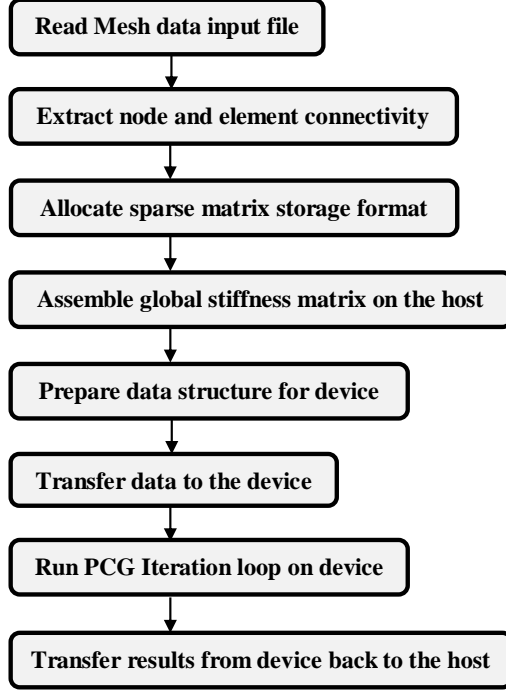 Read Mesh data input file
Extract node and element connectivity
Allocate sparse matrix storage format
Assemble global stiffness matrix on the host
Prepare data structure for device
Transfer data to the device
Run PCG Iteration loop on device
Transfer results from device back to the host